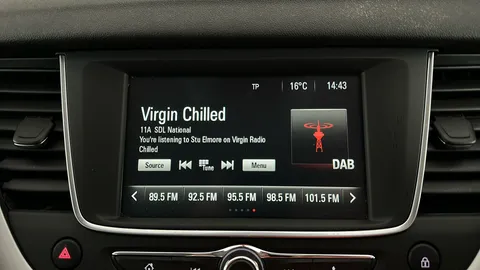 TP 16°C 14:43
Virgin Chilled
11A SDL National
You're listening to Stu Elmore on Virgin Radio
Chilled
Source Tune Menu
DAB
89.5 FM 92.5 FM 95.5 FM 98.5 FM 101.5 FM